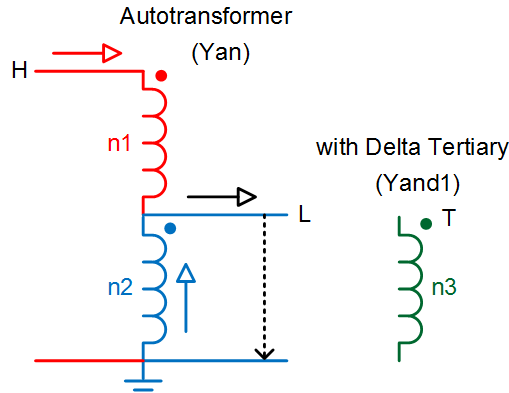 Autotransformer
(Yan)
H
n1
with Delta Tertiary
(Yand1)
L
T
n2
n3